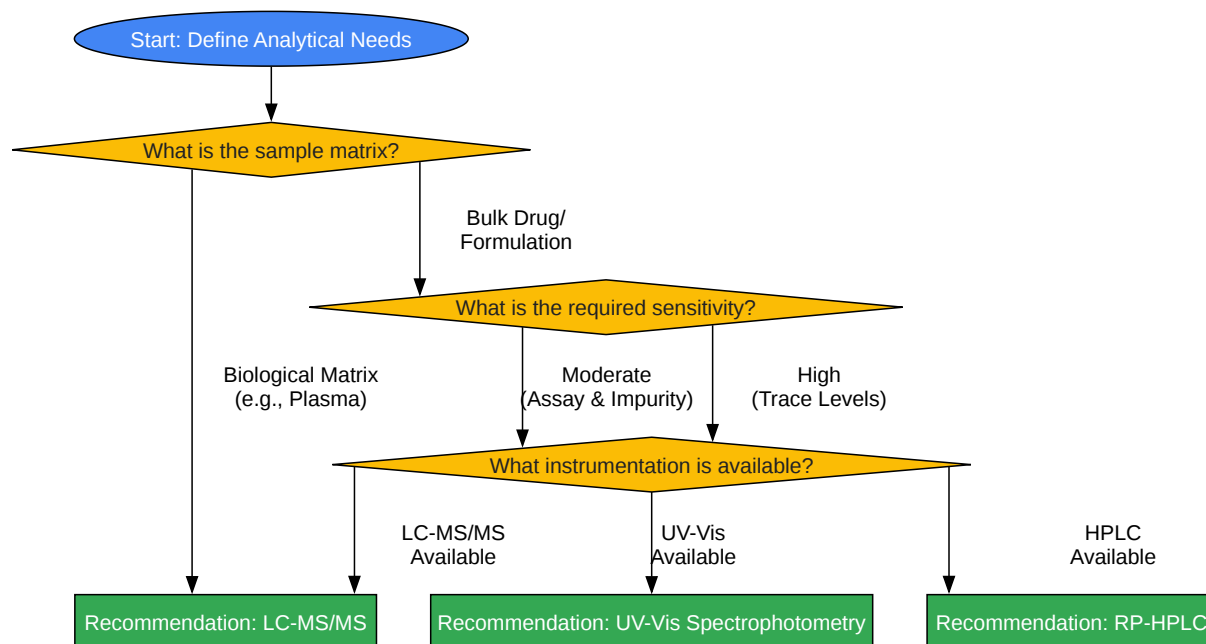 Start: Define Analytical Needs
What is the sample matrix?
Bulk Drug/
Formulation
What is the required sensitivity?
Biological Matrix
(e.g., Plasma)
Moderate
(Assay & Impurity)
High
(Trace Levels)
What instrumentation is available?
LC-MS/MS
Available
UV-Vis
Available
HPLC
Available
Recommendation: LC-MS/MS
Recommendation: UV-Vis Spectrophotometry
Recommendation: RP-HPLC